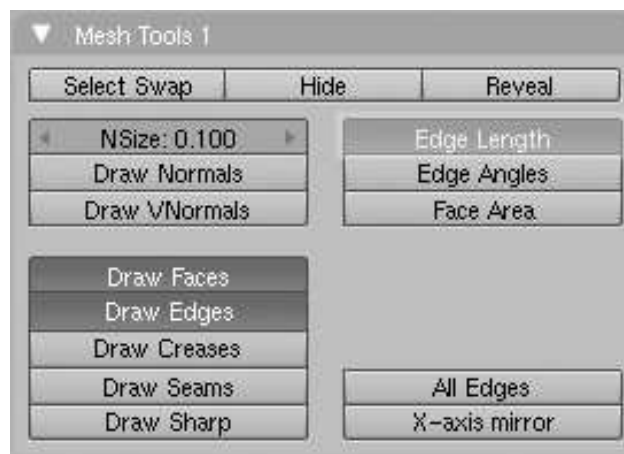 Mesh Tools 1
Select Swap Hide Reveal
NSize: 0.100 Edge Length
Draw Normals Edge Angles
Draw VNormals Face Area
Draw Faces
Draw Edges
Draw Creases
Draw Seams All Edges
Draw Sharp X-axis mirror